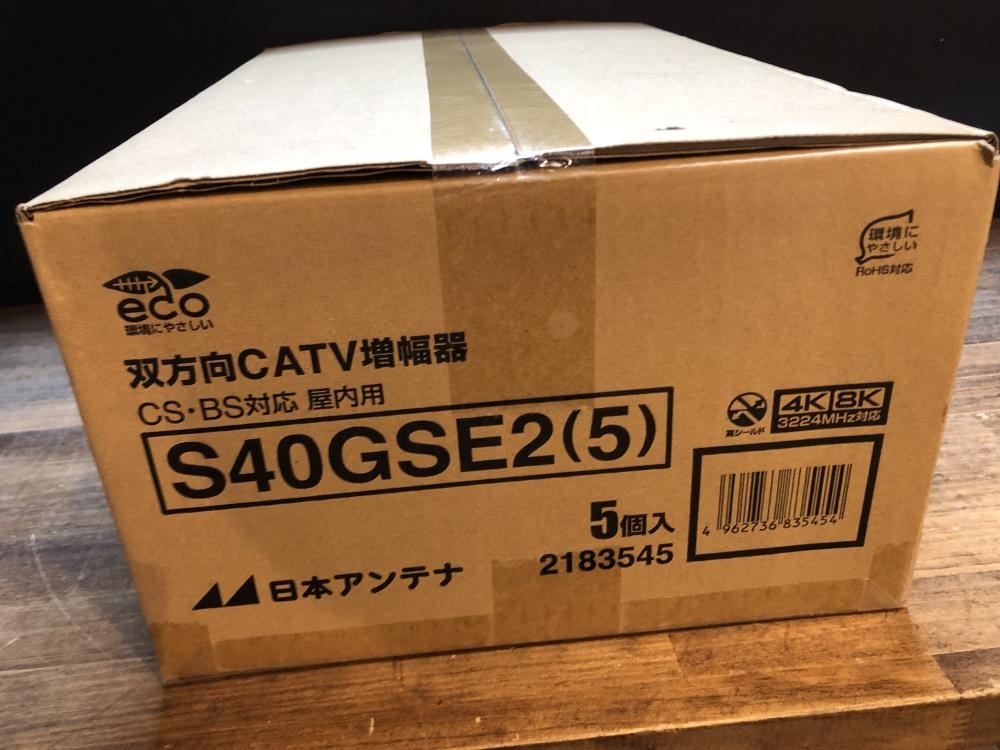 eco
環境にやさしい
環境に
やさしい
RoHS対応
双方向CATV増幅器
CS・BS対応 屋内用
S40GSE2(5)
高シールド
4K 8K
3224MHz対応
5個入
2183545
4 962736 835454
日本アンテナ